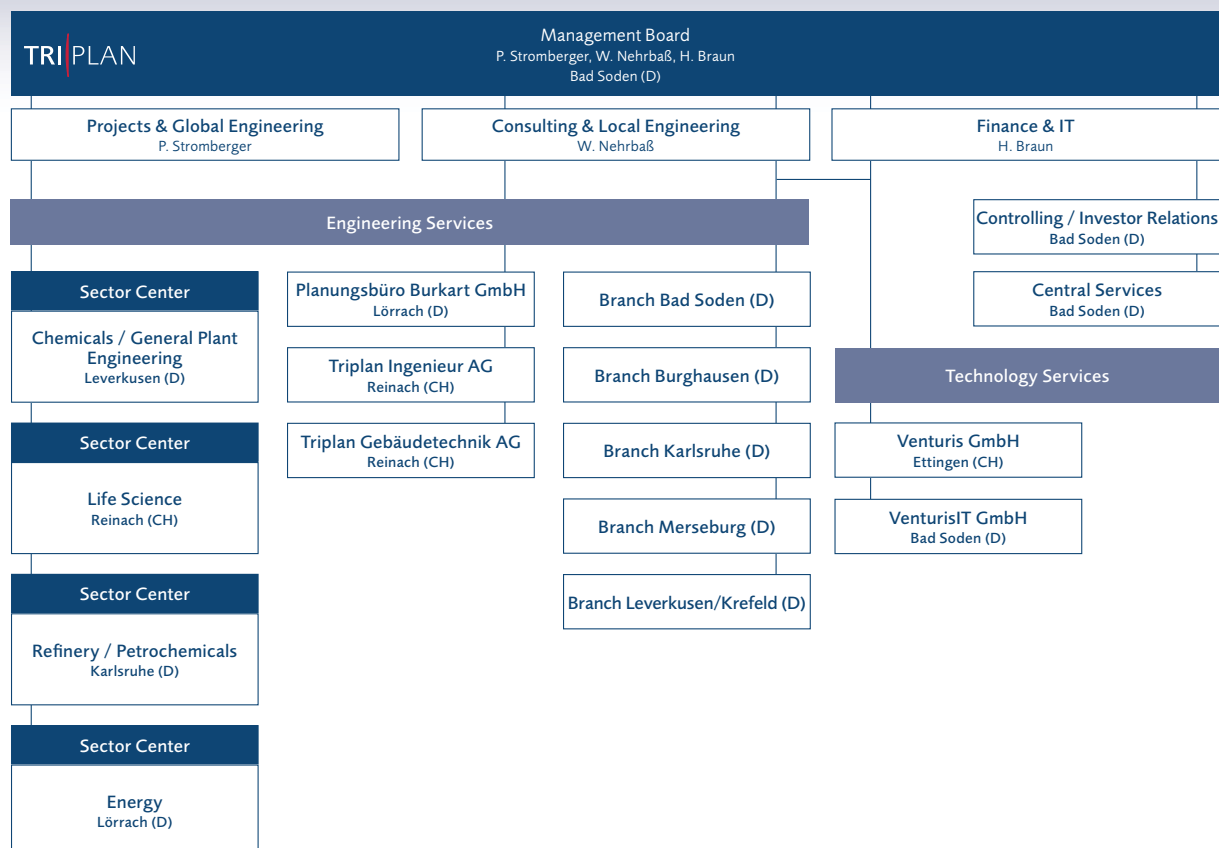 TRIPLAN
Management Board
P. Stromberger, W. Nehrbaß, H. Braun
Bad Soden (D)
Projects & Global Engineering
P. Stromberger
Consulting & Local Engineering
W. Nehrbaß
Finance & IT
H. Braun
Engineering Services
Controlling / Investor Relations
Bad Soden (D)
Central Services
Bad Soden (D)
Sector Center
Chemicals / General Plant
Engineering
Leverkusen (D)
Sector Center
Life Science
Reinach (CH)
Sector Center
Refinery / Petrochemicals
Karlsruhe (D)
Sector Center
Energy
Lörrach (D)
Planungsbüro Burkart GmbH
Lörrach (D)
Triplan Ingenieur AG
Reinach (CH)
Triplan Gebäudetechnik AG
Reinach (CH)
Branch Bad Soden (D)
Branch Burghausen (D)
Branch Karlsruhe (D)
Branch Merseburg (D)
Branch Leverkusen/Krefeld (D)
Technology Services
Venturis GmbH
Ettingen (CH)
VenturisIT GmbH
Bad Soden (D)